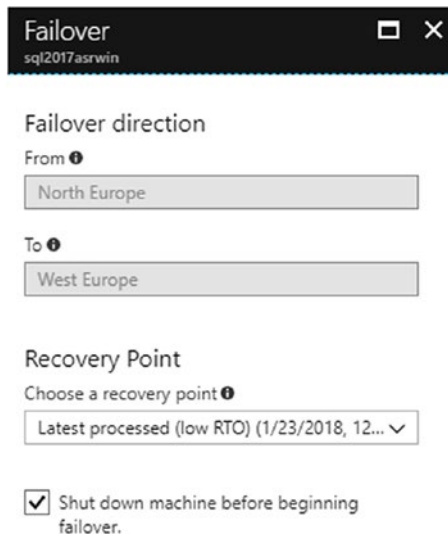 Failover
sql2017asrwin
Failover direction
From
North Europe
To
West Europe
Recovery Point
Choose a recovery point
Latest processed (low RTO) (1/23/2018, 12...
Shut down machine before beginning
failover.